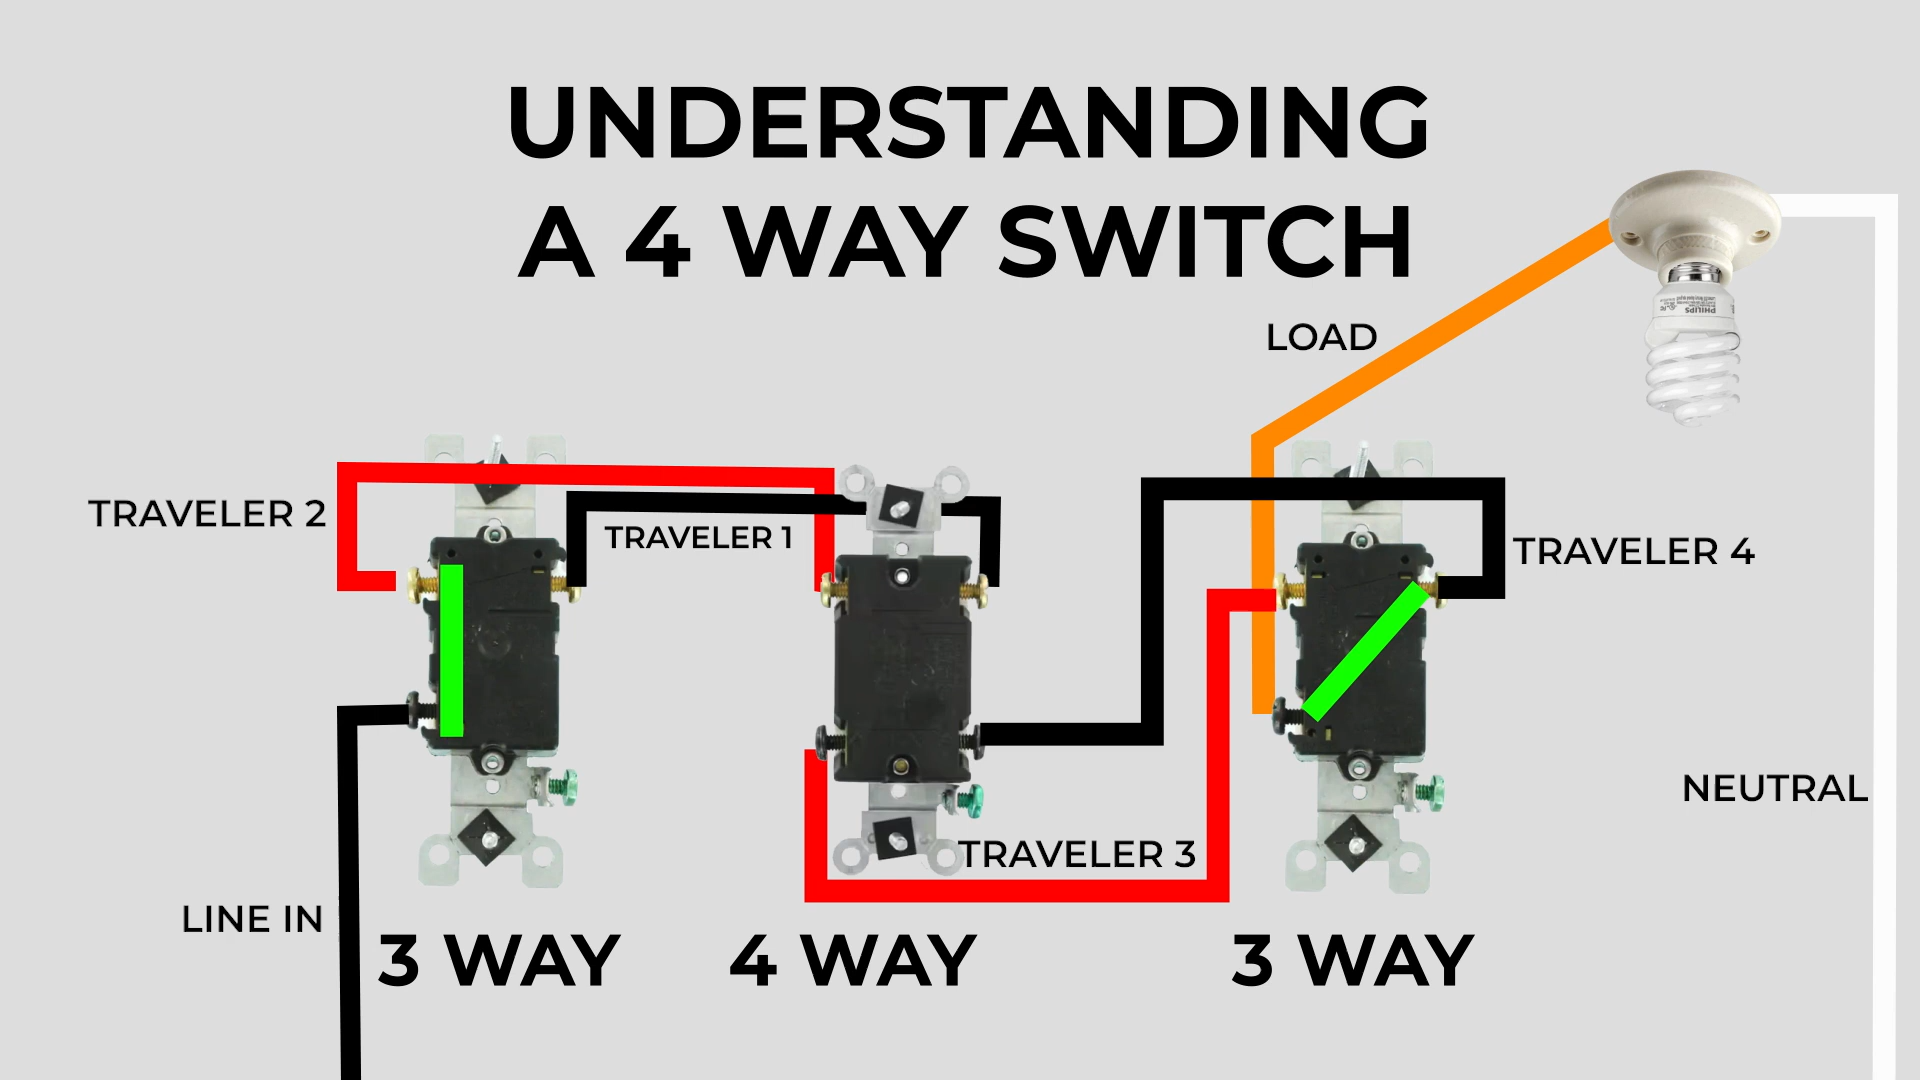 UNDERSTANDING
A 4 WAY SWITCH
LOAD
TRAVELER 2
TRAVELER 1
TRAVELER 4
NEUTRAL
TRAVELER 3
LINE IN
3 WAY
4 WAY
3 WAY
PHILIPS